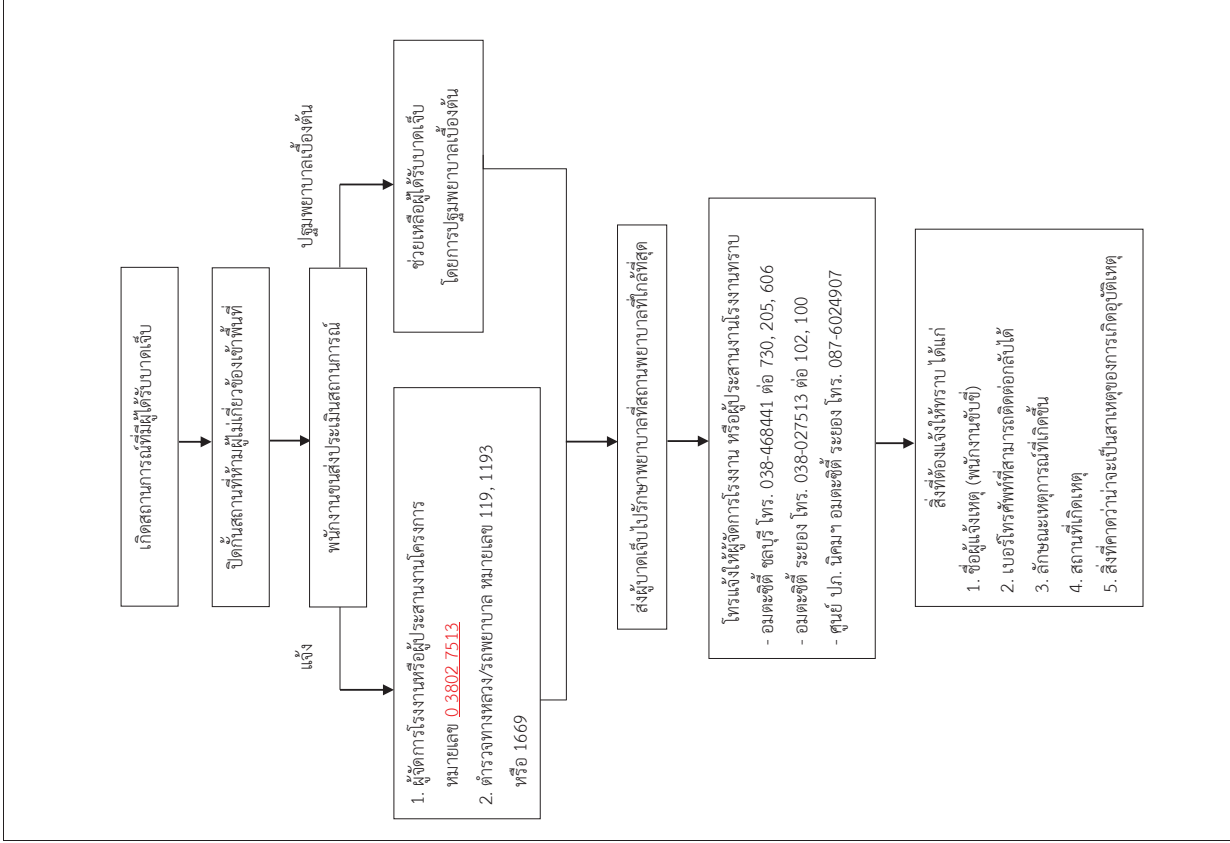 เกิดสถานการณ์ที่มีผู้ได้รับบาดเจ็บ
ปิดกั้นสถานที่ห้ามผู้ไม่เกี่ยวข้องเข้าพื้นที่
พนักงานขนส่งประเมินสถานการณ์
แจ้ง
ปฐมพยาบาลเบื้องต้น
1. ผู้จัดการโรงงานหรือผู้ประสานงานโครงการ
หมายเลข 0 3802 7513
2. ตำรวจทางหลวง/รถพยาบาล หมายเลข 119, 1193
หรือ 1669
ช่วยเหลือผู้ได้รับบาดเจ็บ
โดยการปฐมพยาบาลเบื้องต้น
ส่งผู้บาดเจ็บไปรักษาพยาบาลที่สถานพยาบาลที่ใกล้ที่สุด
โทรแจ้งให้ผู้จัดการโรงงาน หรือผู้ประสานงานโรงงานทราบ
- อมตะซิตี้ ชลบุรี โทร. 038-468441 ต่อ 730, 205, 606
- อมตะซิตี้ ระยอง โทร. 038-027513 ต่อ 102, 100
- ศูนย์ ปภ. นิคมฯ อมตะซิตี้ ระยอง โทร. 087-6024907
สิ่งที่ต้องแจ้งให้ทราบ ได้แก่
1. ชื่อผู้แจ้งเหตุ (พนักงานขับขี่)
2. เบอร์โทรศัพท์ที่สามารถติดต่อกลับได้
3. ลักษณะเหตุการณ์ที่เกิดขึ้น
4. สถานที่เกิดเหตุ
5. สิ่งที่คาดว่าน่าจะเป็นสาเหตุของการเกิดอุบัติเหตุ